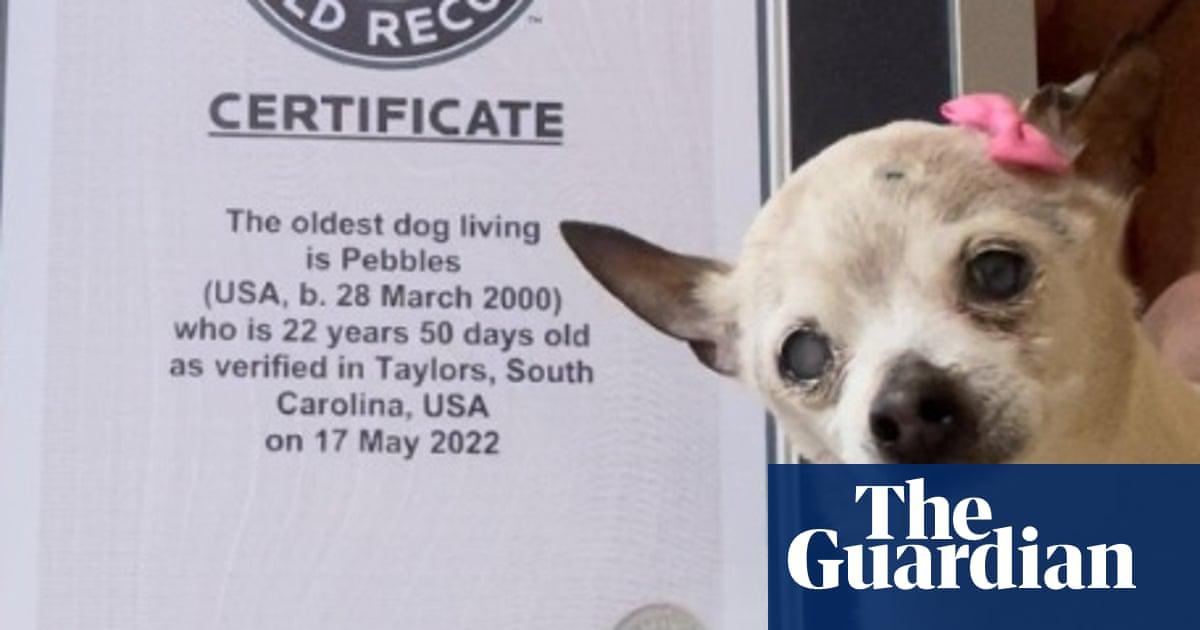 LD RECO
™
CERTIFICATE
The oldest dog living
is Pebbles
(USA, b. 28 March 2000)
who is 22 years 50 days old
as verified in Taylors, South
Carolina, USA
on 17 May 2022
The
Guardian